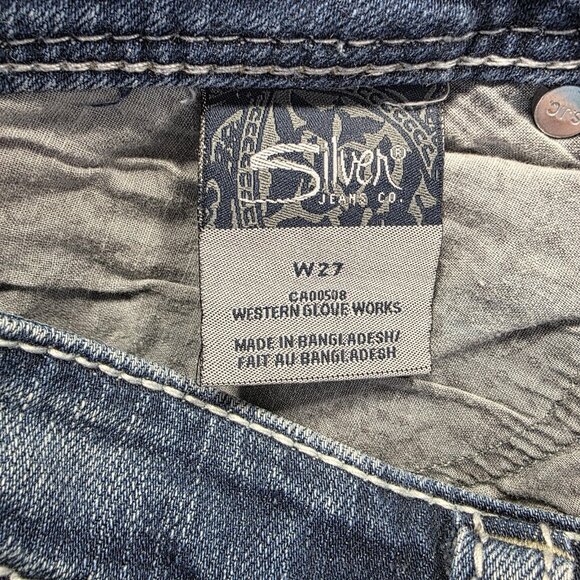 Silver®
JEANS CO.
W27
CA00508
WESTERN GLOVE WORKS
MADE IN BANGLADESH/
FAIT AU BANGLADESH